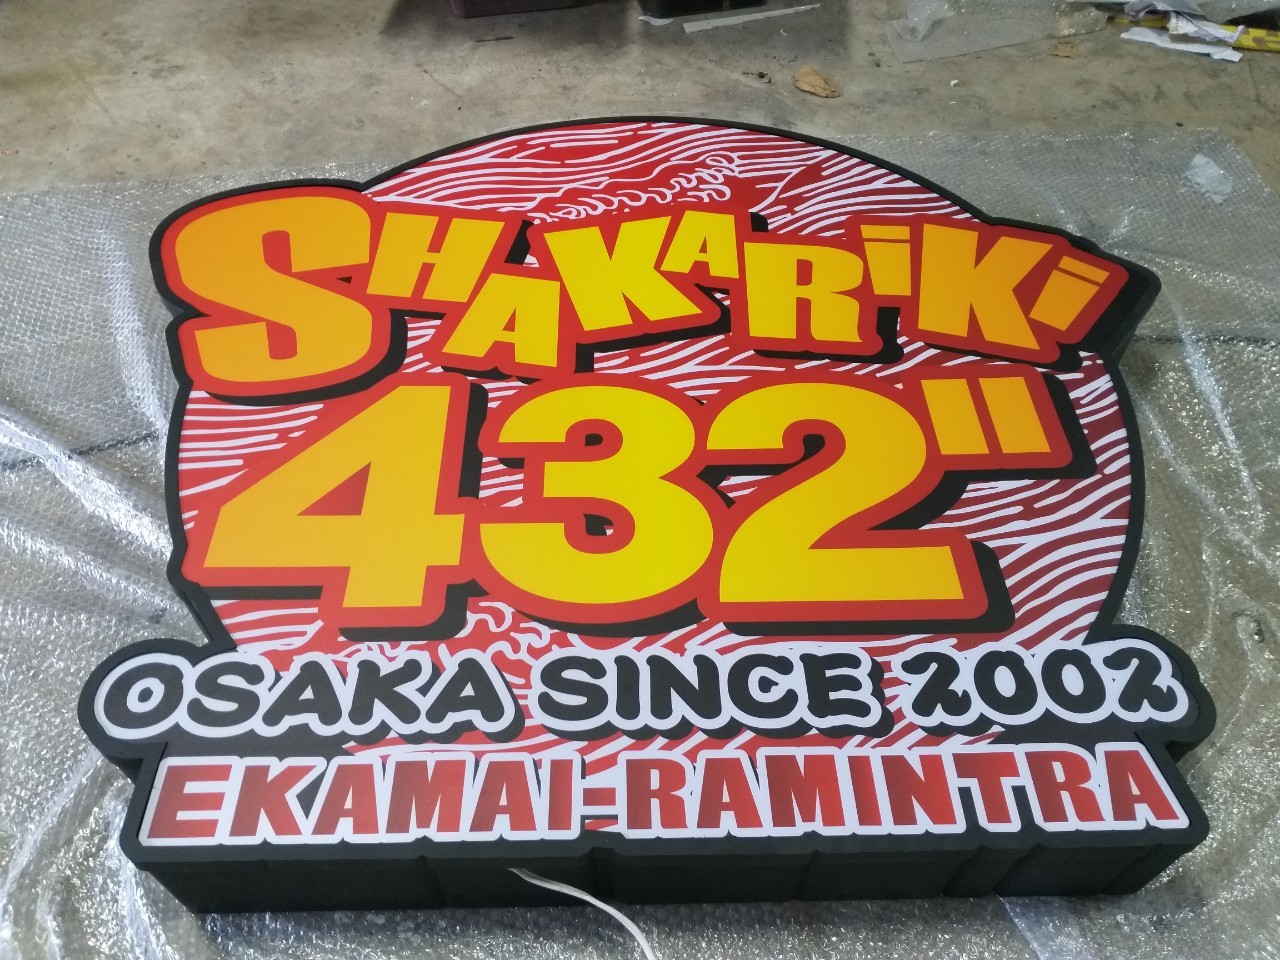 SHAKARiKi
432"
OSAKA SINCE 2002
EKAMAI-RAMINTRA